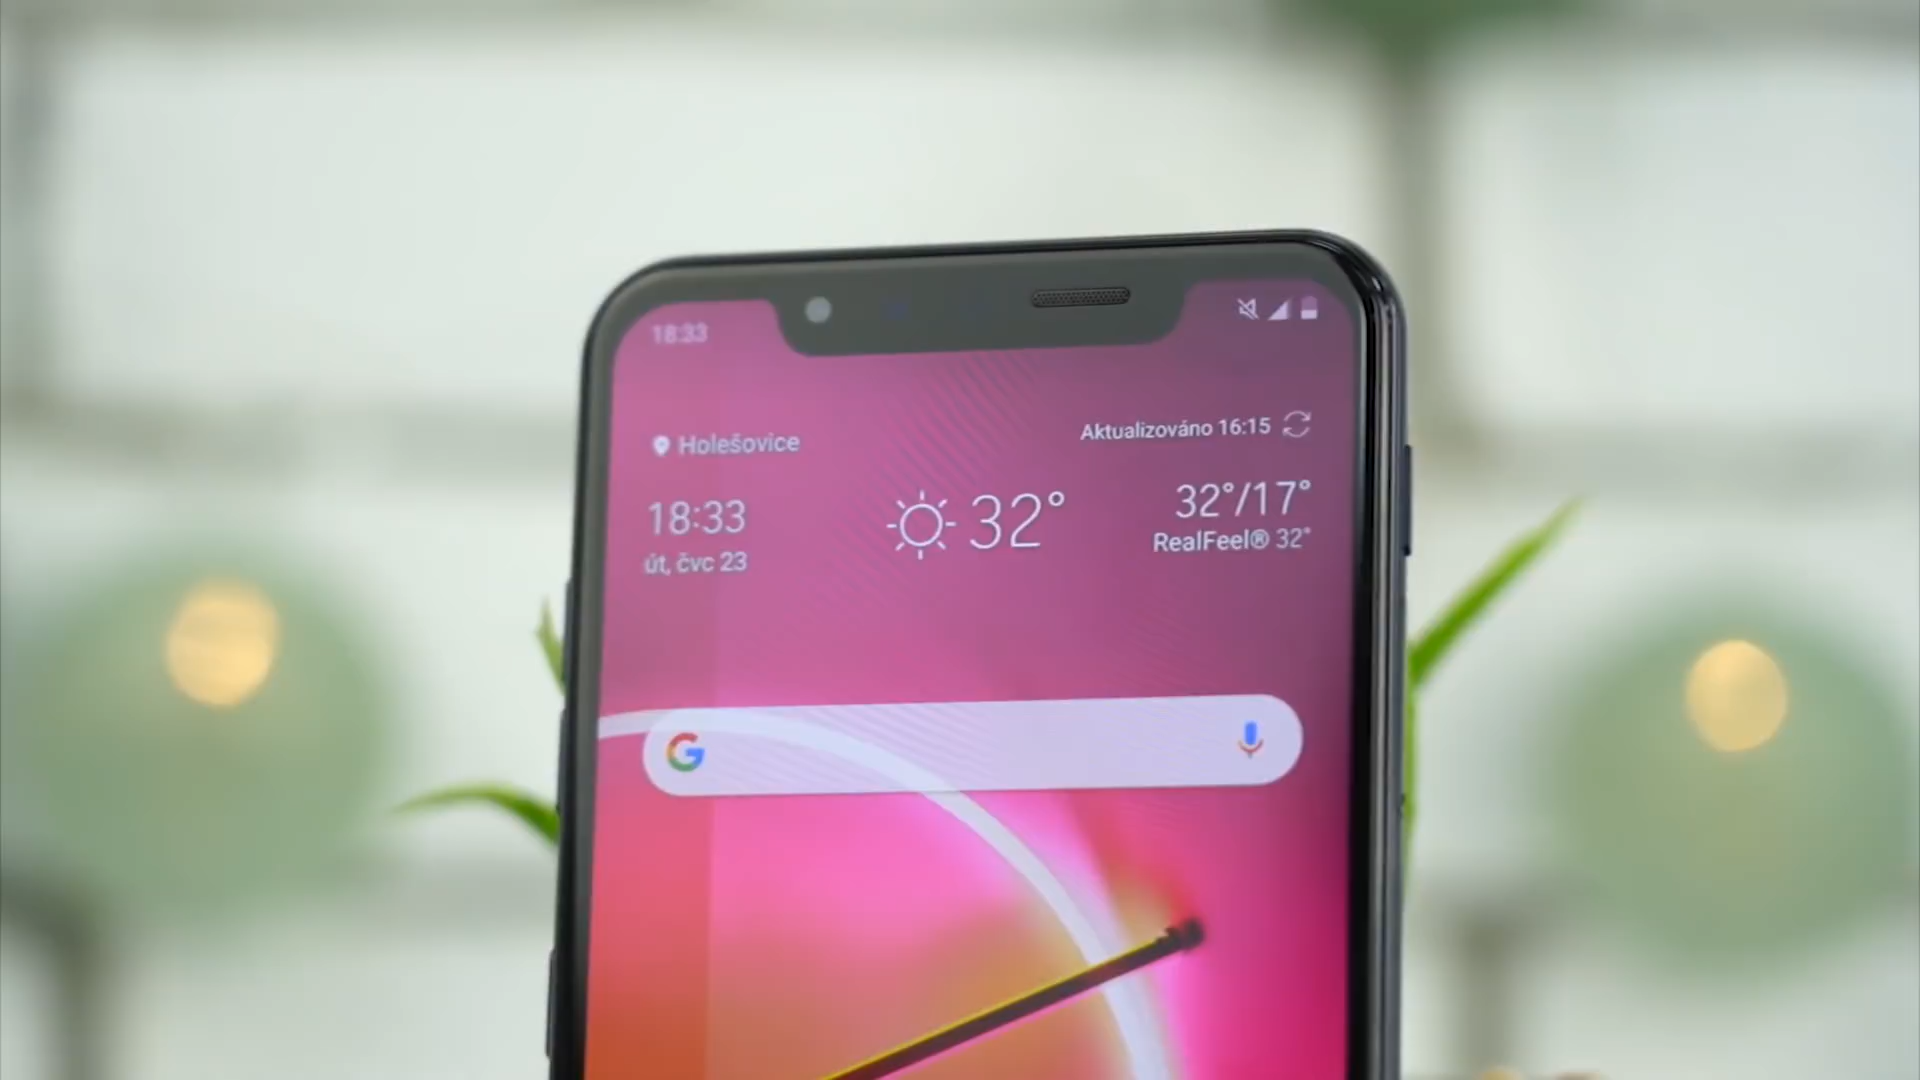 18:33
Holešovice
Aktualizováno 16:15
18:33
32°
32°/17°
út, čvc 23
RealFeel® 32°
G